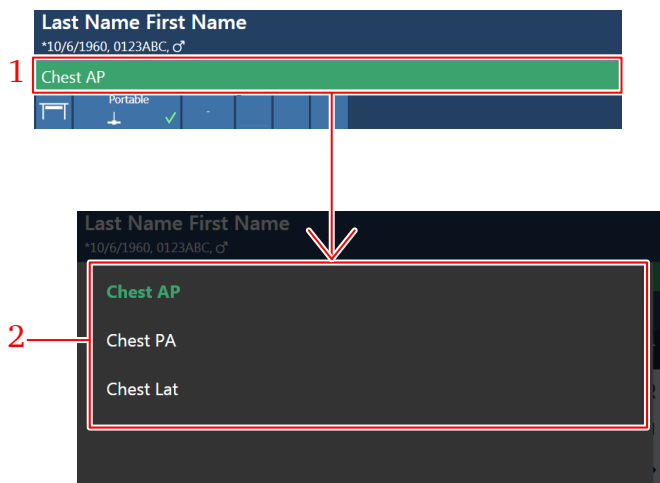 Last Name First Name
*10/6/1960, 0123ABC, ♂
1
Chest AP
Portable
-
Last Name First Name
*10/6/1960, 0123ABC, ♂
Chest AP
2
Chest PA
Chest Lat